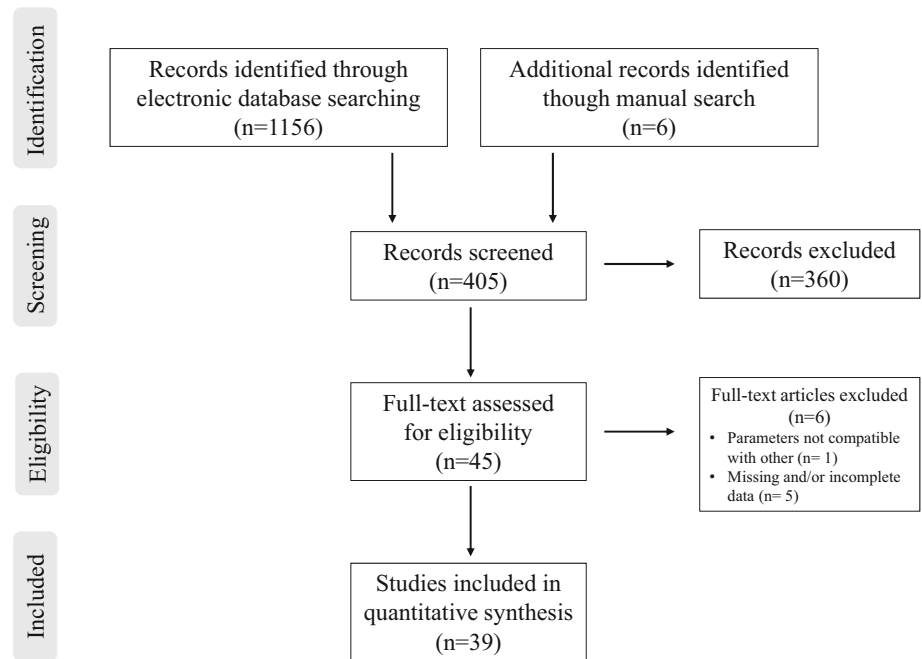 Identification
Records identified through
electronic database searching
(n=1156)
Additional records identified
though manual search
(n=6)
Screening
Records screened
(n=405)
Records excluded
(n=360)
Eligibility
Full-text assessed
for eligibility
(n=45)
Full-text articles excluded
(n=6)
• Parameters not compatible
with other (n= 1)
• Missing and/or incomplete
data (n= 5)
Included
Studies included in
quantitative synthesis
(n=39)